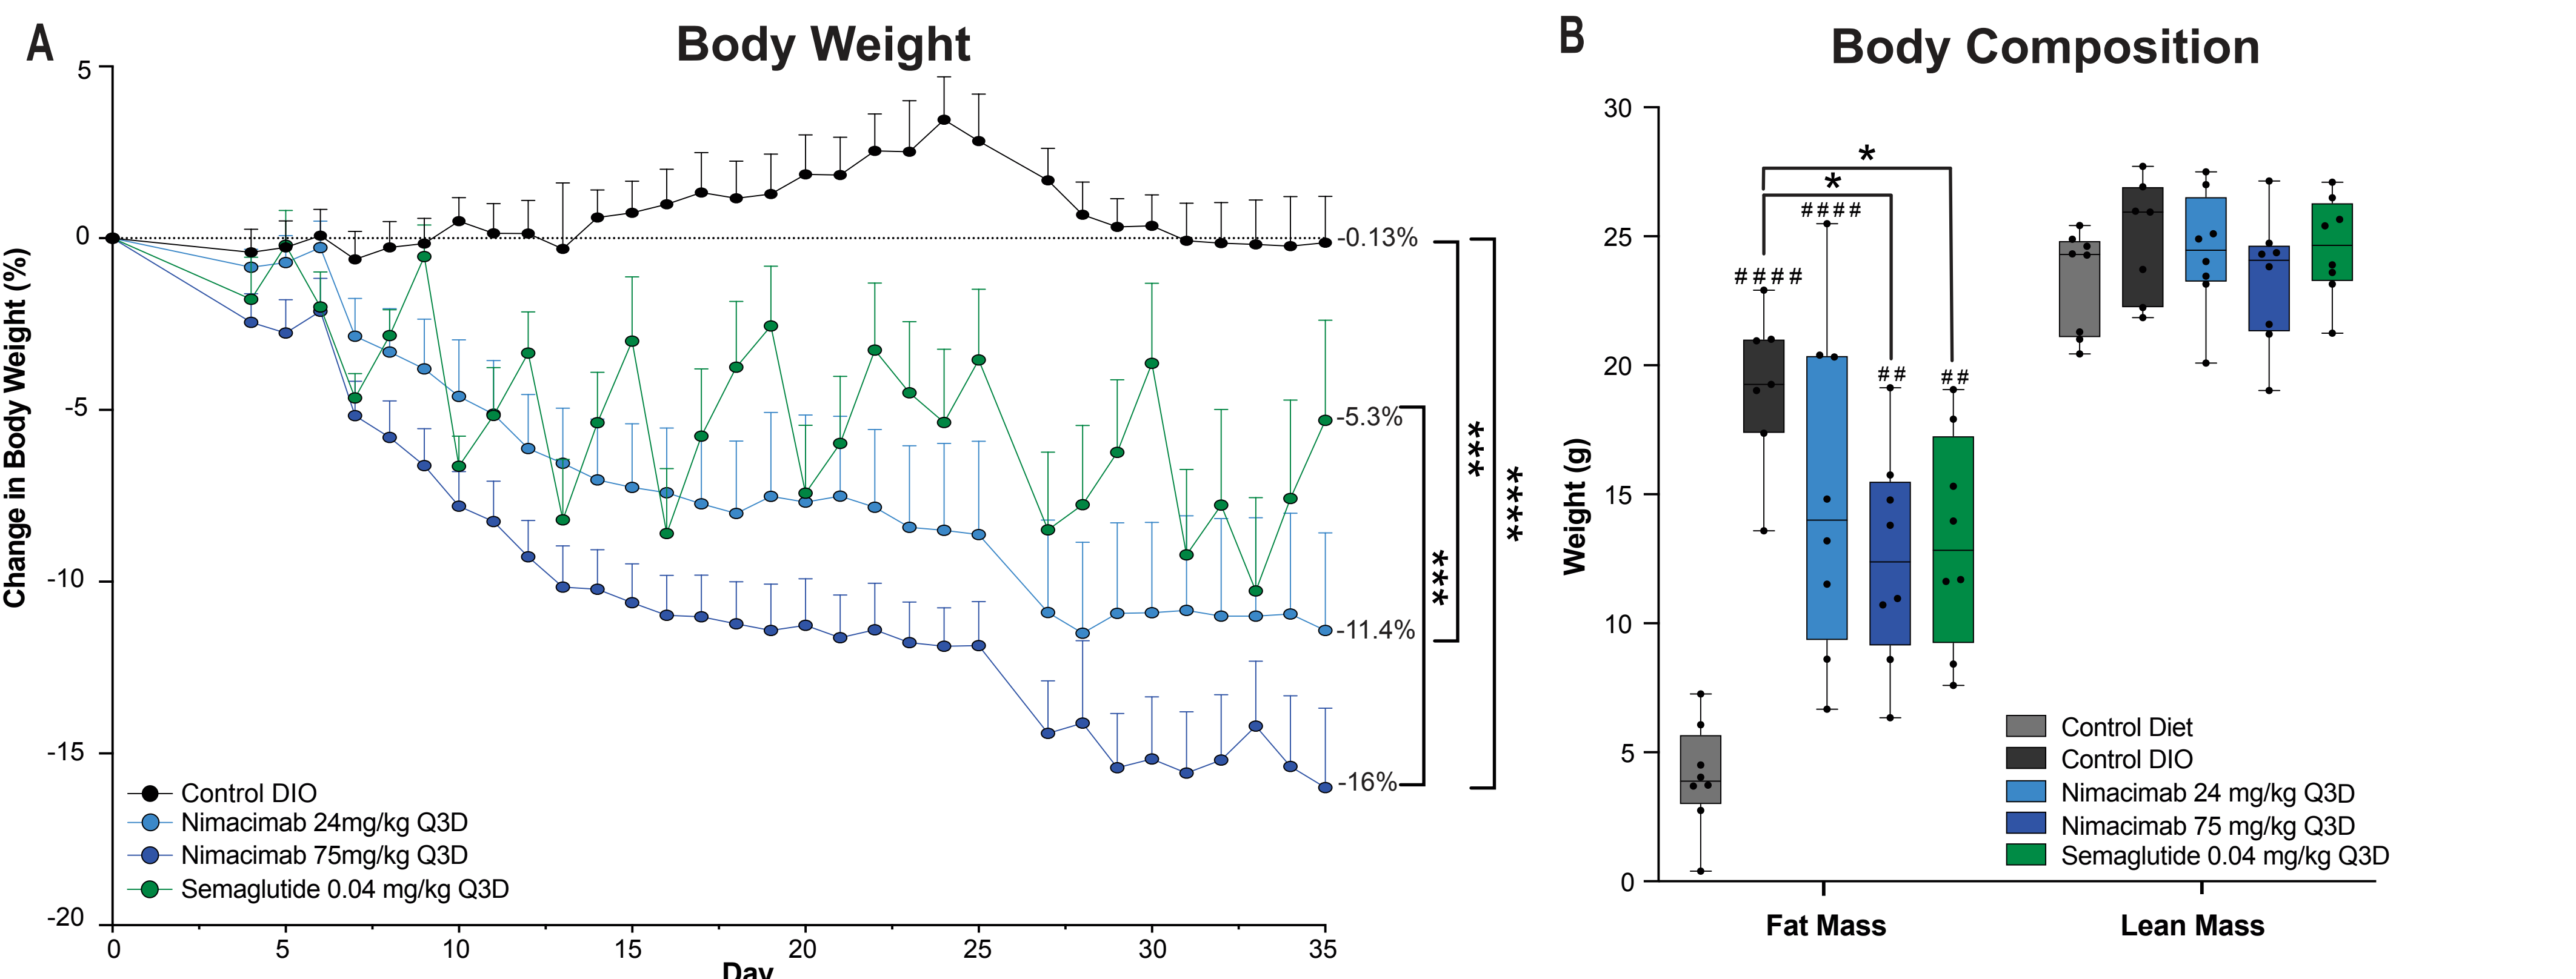 A
Body Weight
Change in Body Weight (%)
5
0
-5
-10
-15
-20
0 5 10 15 20 25 30 35
Day
-0.13%
-5.3%
-11.4%
-16%
***
***
****
Control DIO
Nimacimab 24mg/kg Q3D
Nimacimab 75mg/kg Q3D
Semaglutide 0.04 mg/kg Q3D
B
Body Composition
Weight (g)
30
25
20
15
10
5
0
*
*
####
####
##
##
Control Diet
Control DIO
Nimacimab 24 mg/kg Q3D
Nimacimab 75 mg/kg Q3D
Semaglutide 0.04 mg/kg Q3D
Fat Mass
Lean Mass